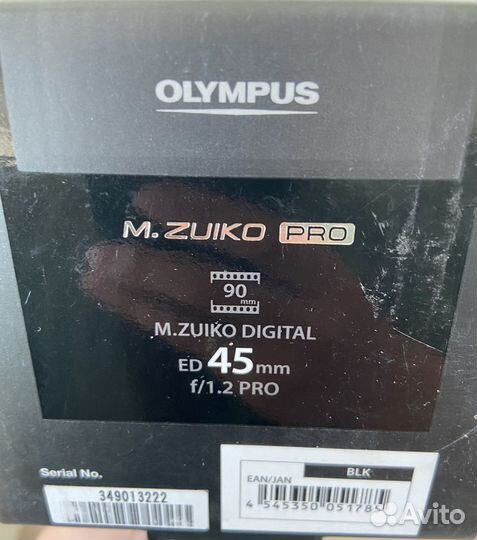 OLYMPUS
M.ZUIKO PRO
90
mm
M.ZUIKO DIGITAL
ED 45mm
f/1.2 PRO
Serial No.
349013222
EAN/JAN BLK
4 545350 05178
Avito